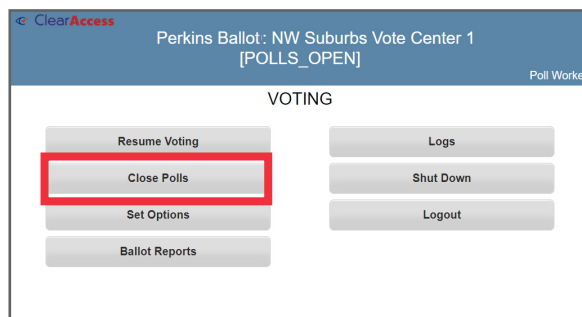 ClearAccess
Perkins Ballot: NW Suburbs Vote Center 1
[POLLS_OPEN]
Poll Worke
VOTING
Resume Voting
Logs
Close Polls
Shut Down
Set Options
Logout
Ballot Reports